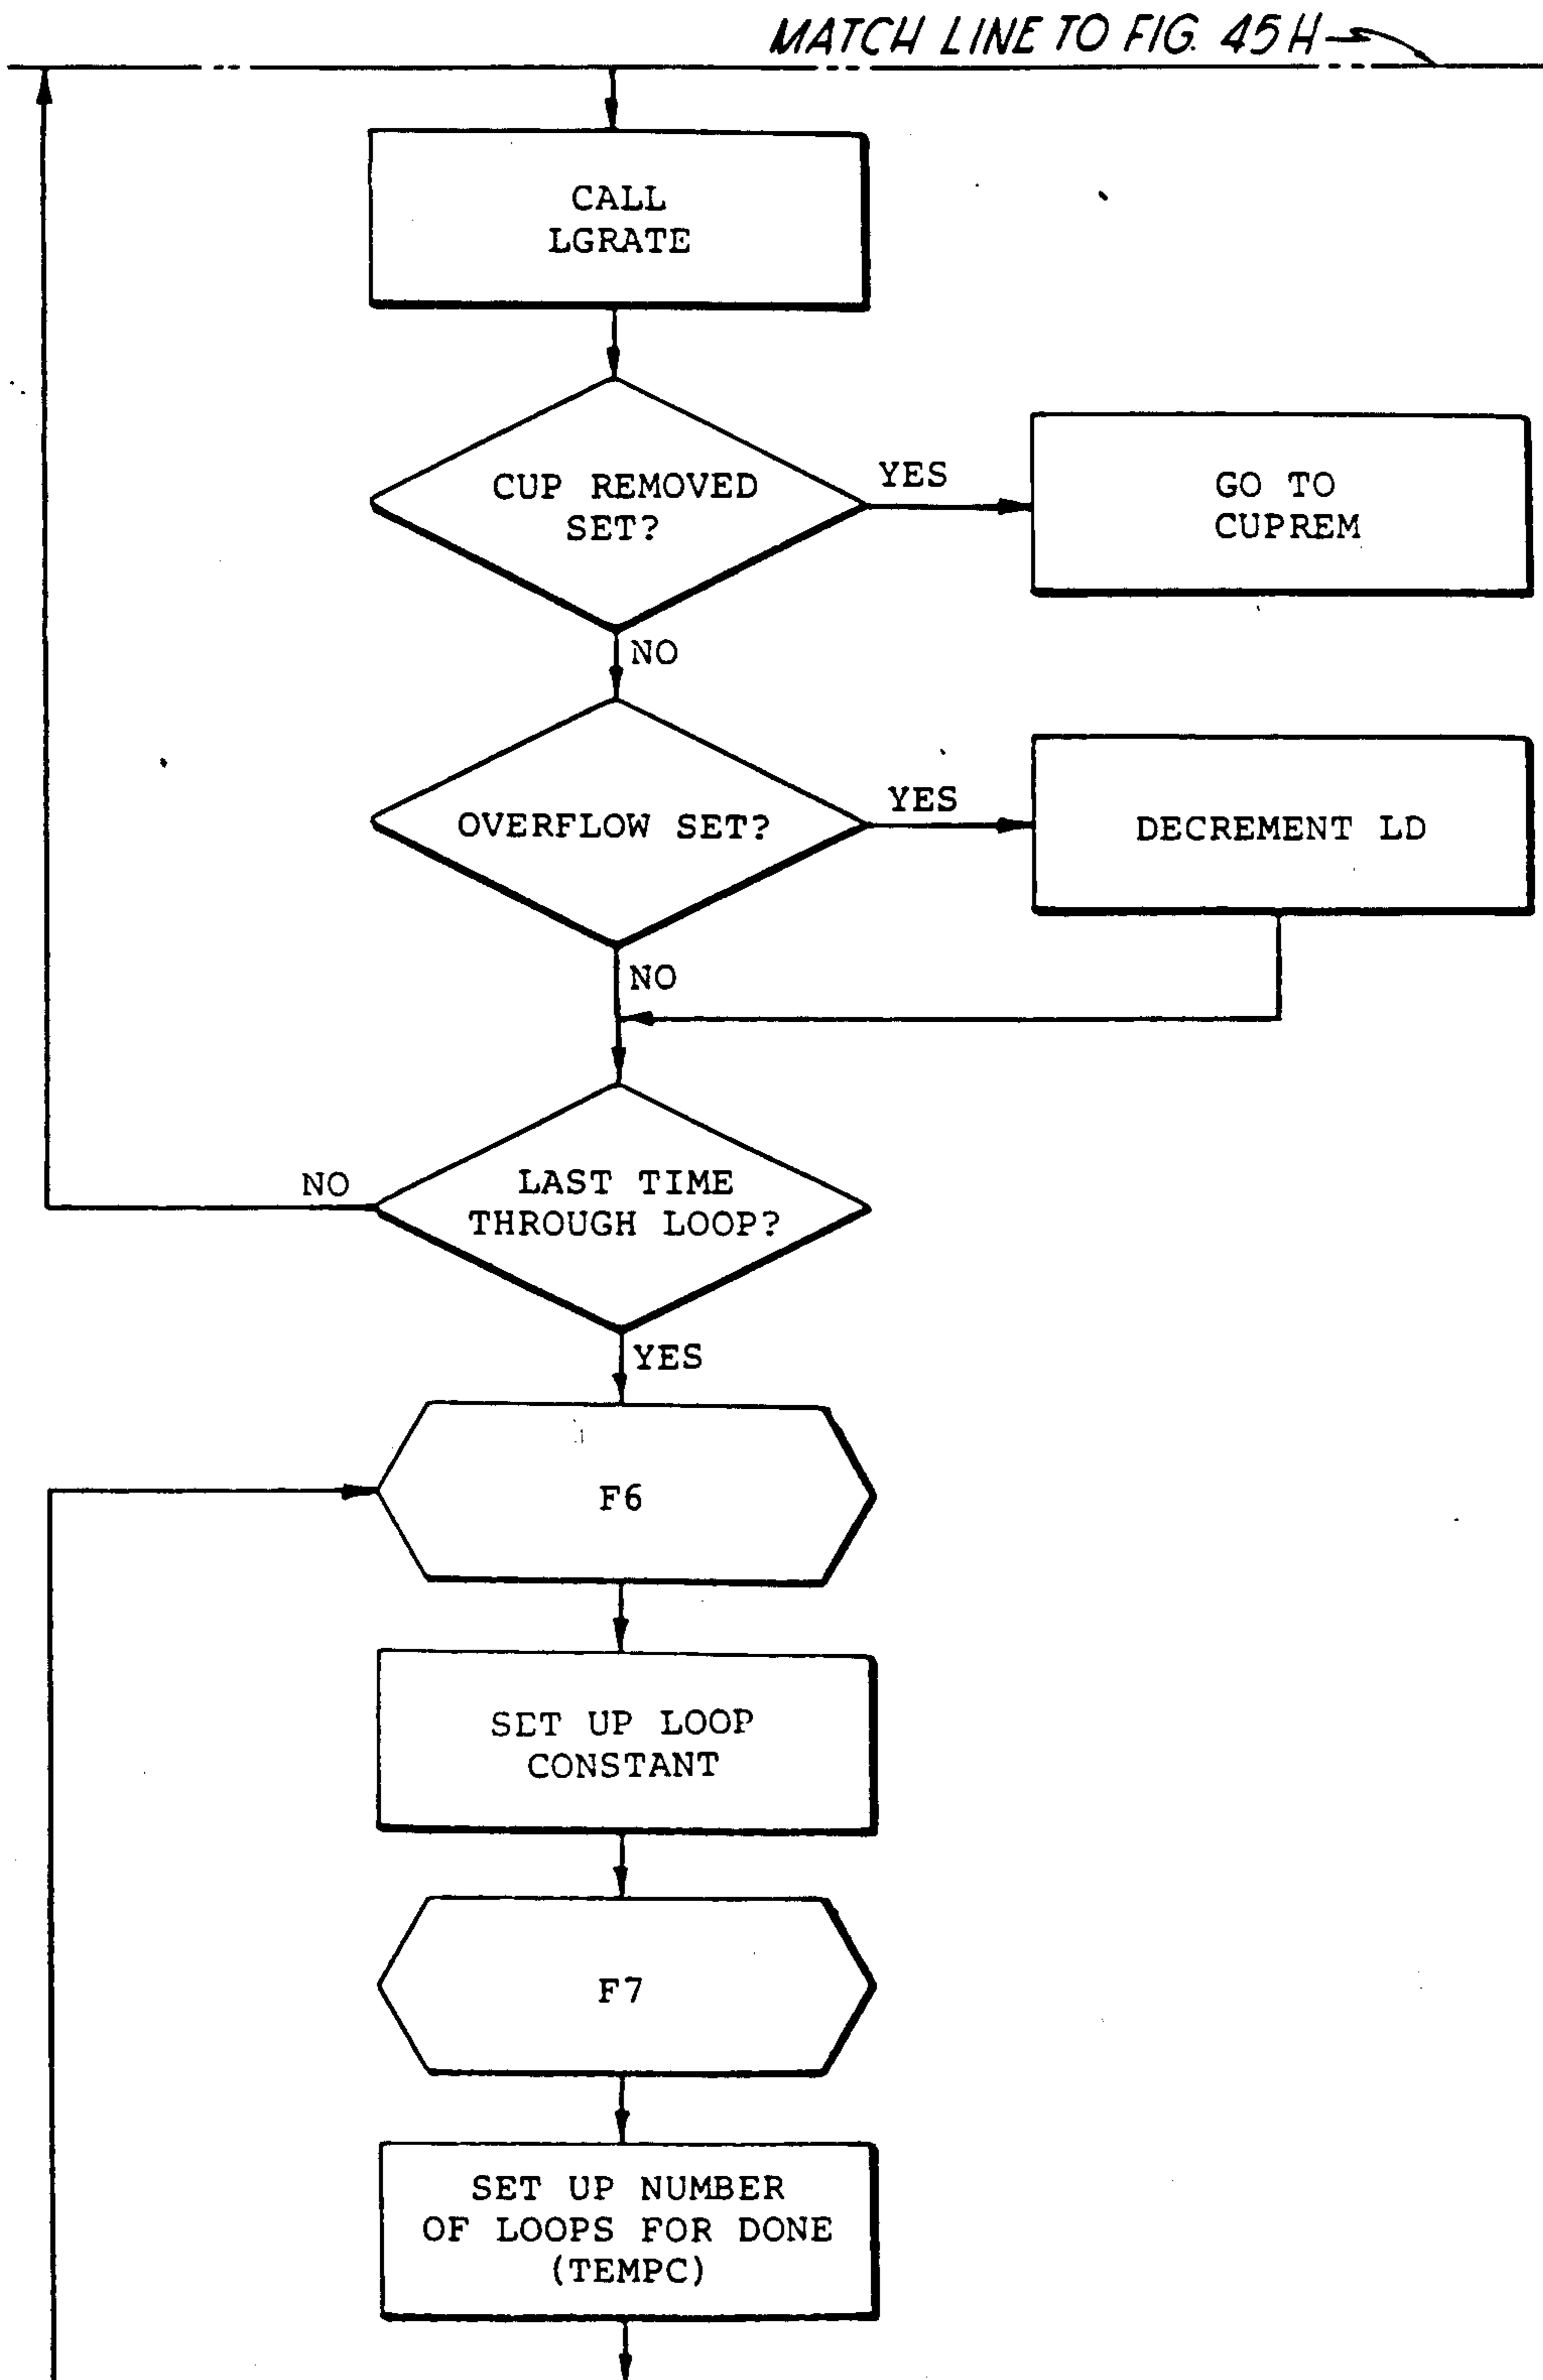 MATCH LINE TO FIG. 45H
CALL
LGRATE
CUP REMOVED
SET?
YES
GO TO
CUPREM
NO
OVERFLOW SET?
YES
DECREMENT LD
NO
LAST TIME
THROUGH LOOP?
NO
YES
F6
SET UP LOOP
CONSTANT
F7
SET UP NUMBER
OF LOOPS FOR DONE
(TEMPC)